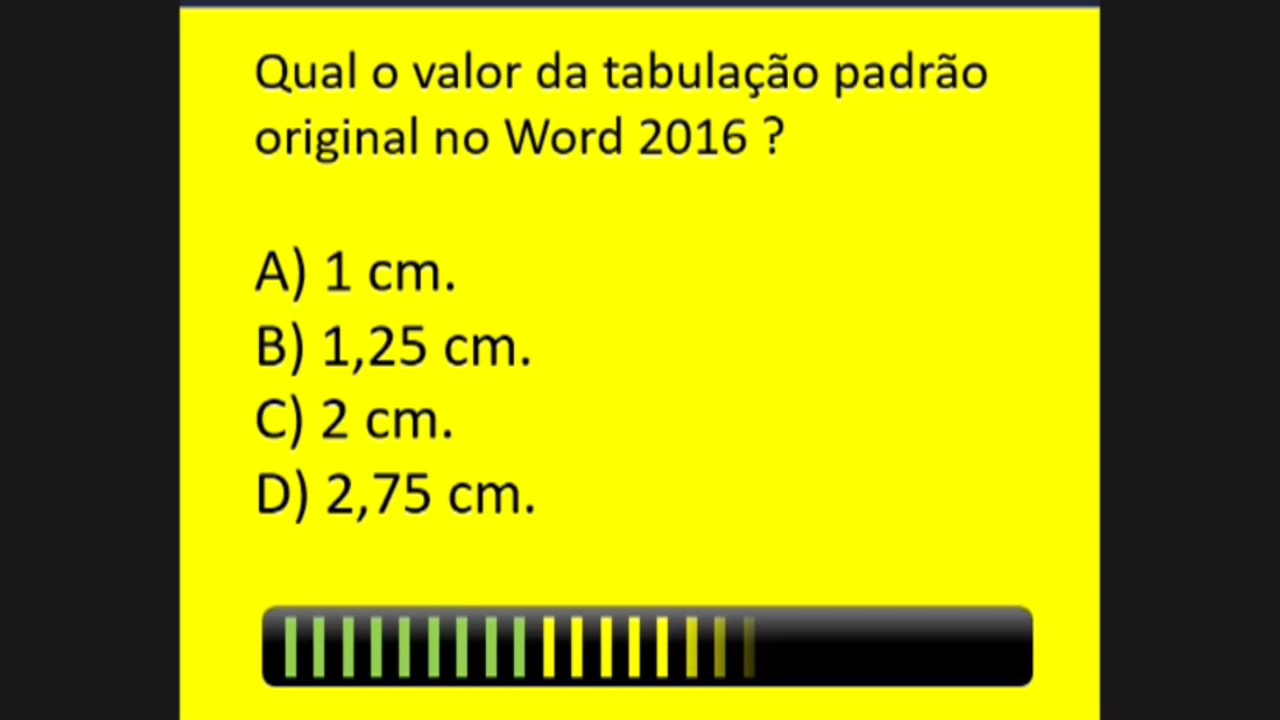 Qual o valor da tabulação padrão
original no Word 2016 ?
A) 1 cm.
B) 1,25 cm.
C) 2 cm.
D) 2,75 cm.